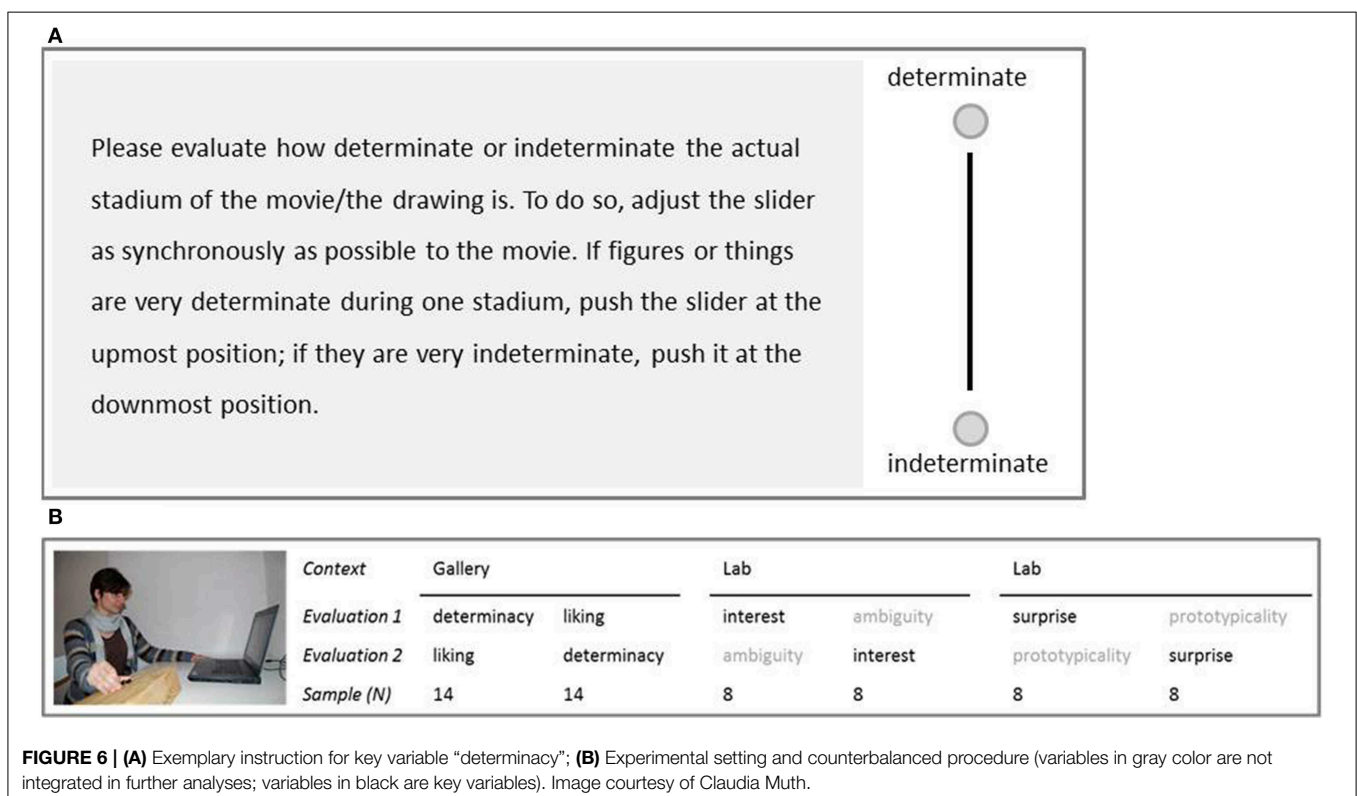 A
determinate
Please evaluate how determinate or indeterminate the actual
stadium of the movie/the drawing is. To do so, adjust the slider
as synchronously as possible to the movie. If figures or things
are very determinate during one stadium, push the slider at the
upmost position; if they are very indeterminate, push it at the
downmost position.
indeterminate
B
Context Gallery Lab Lab
Evaluation 1 determinacy liking interest ambiguity surprise prototypicality
Evaluation 2 liking determinacy ambiguity interest prototypicality surprise
Sample (N) 14 14 8 8 8 8
FIGURE 6 | (A) Exemplary instruction for key variable “determinacy”; (B) Experimental setting and counterbalanced procedure (variables in gray color are not
integrated in further analyses; variables in black are key variables). Image courtesy of Claudia Muth.